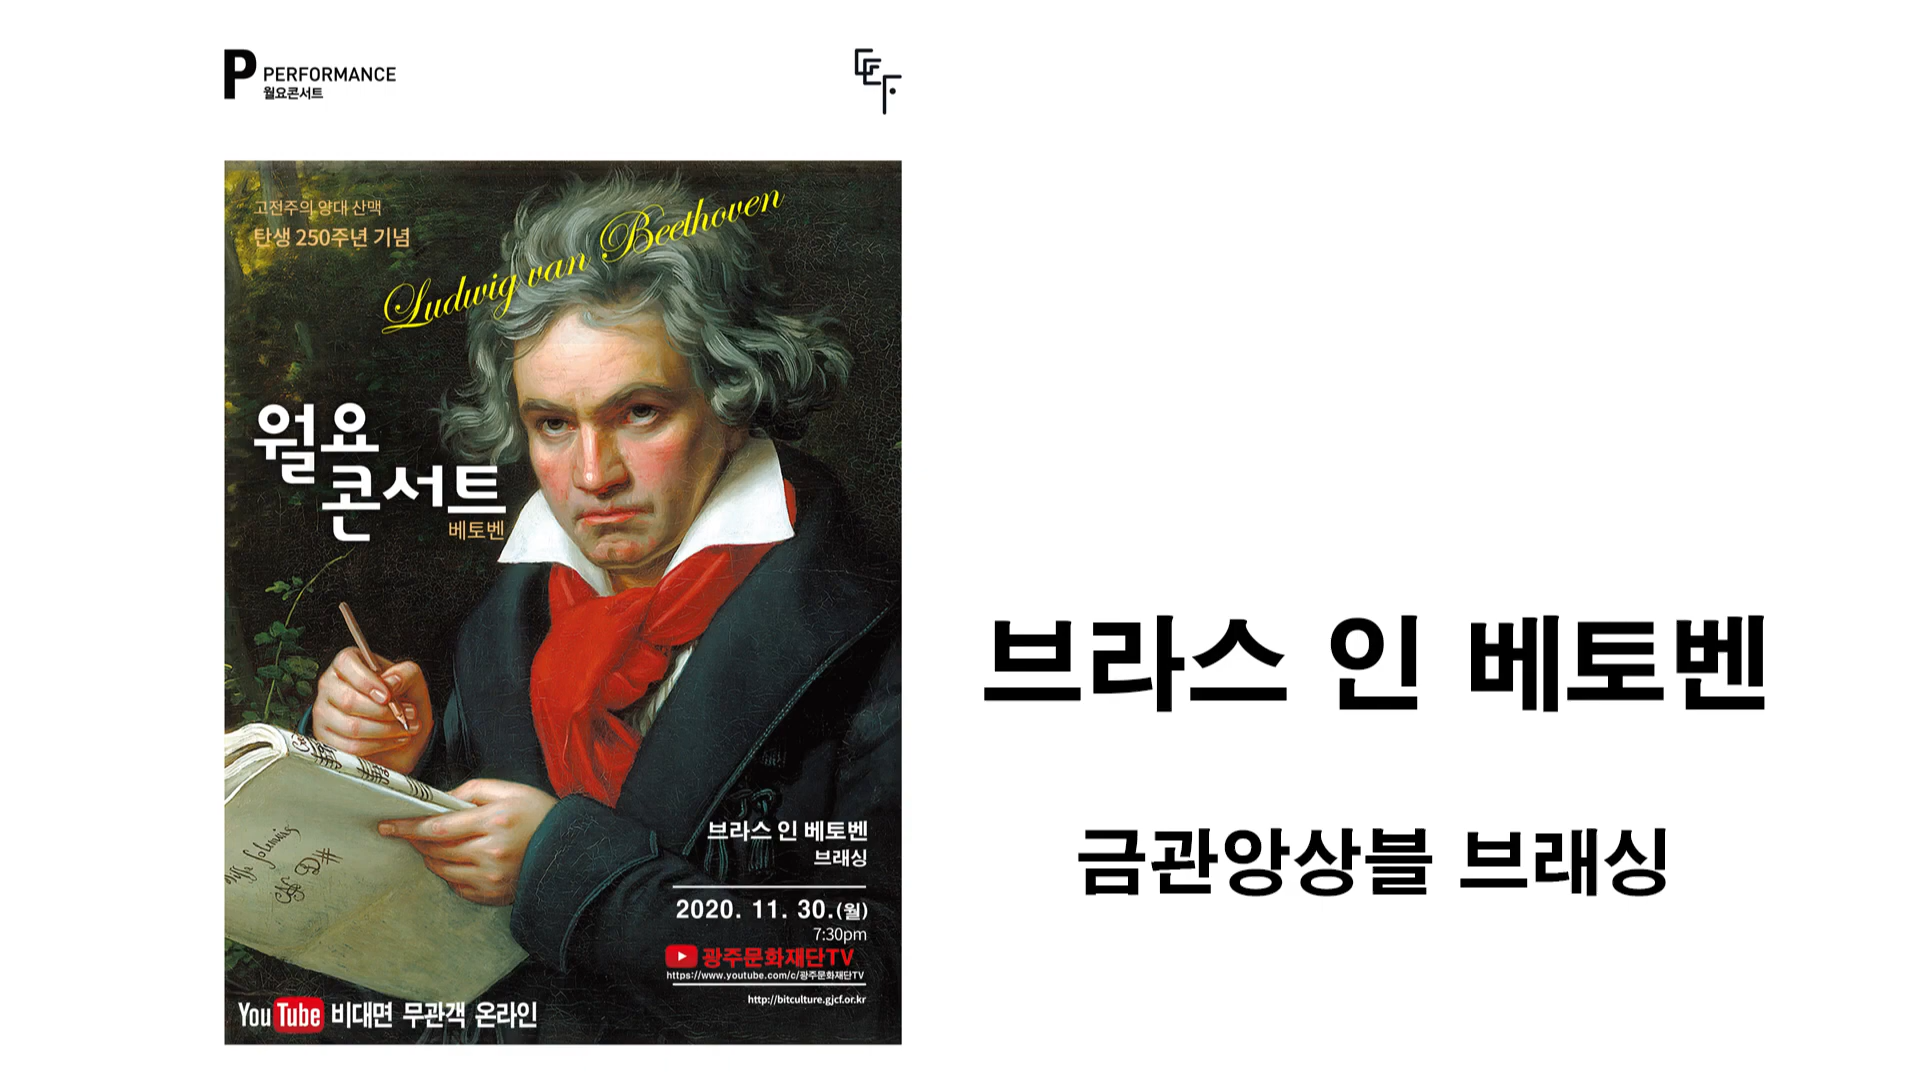 P PERFORMANCE
월요콘서트
고전주의 양대 산맥
탄생 250주년 기념
Ludwig van Beethoven
월요
콘서트
베토벤
브라스 인 베토벤
브래싱
2020. 11. 30.(월)
7:30pm
광주문화재단TV
https://www.youtube.com/c/광주문화재단TV
http://bitculture.gjcf.or.kr
YouTube 비대면 무관객 온라인
브라스 인 베토벤
금관앙상블 브래싱